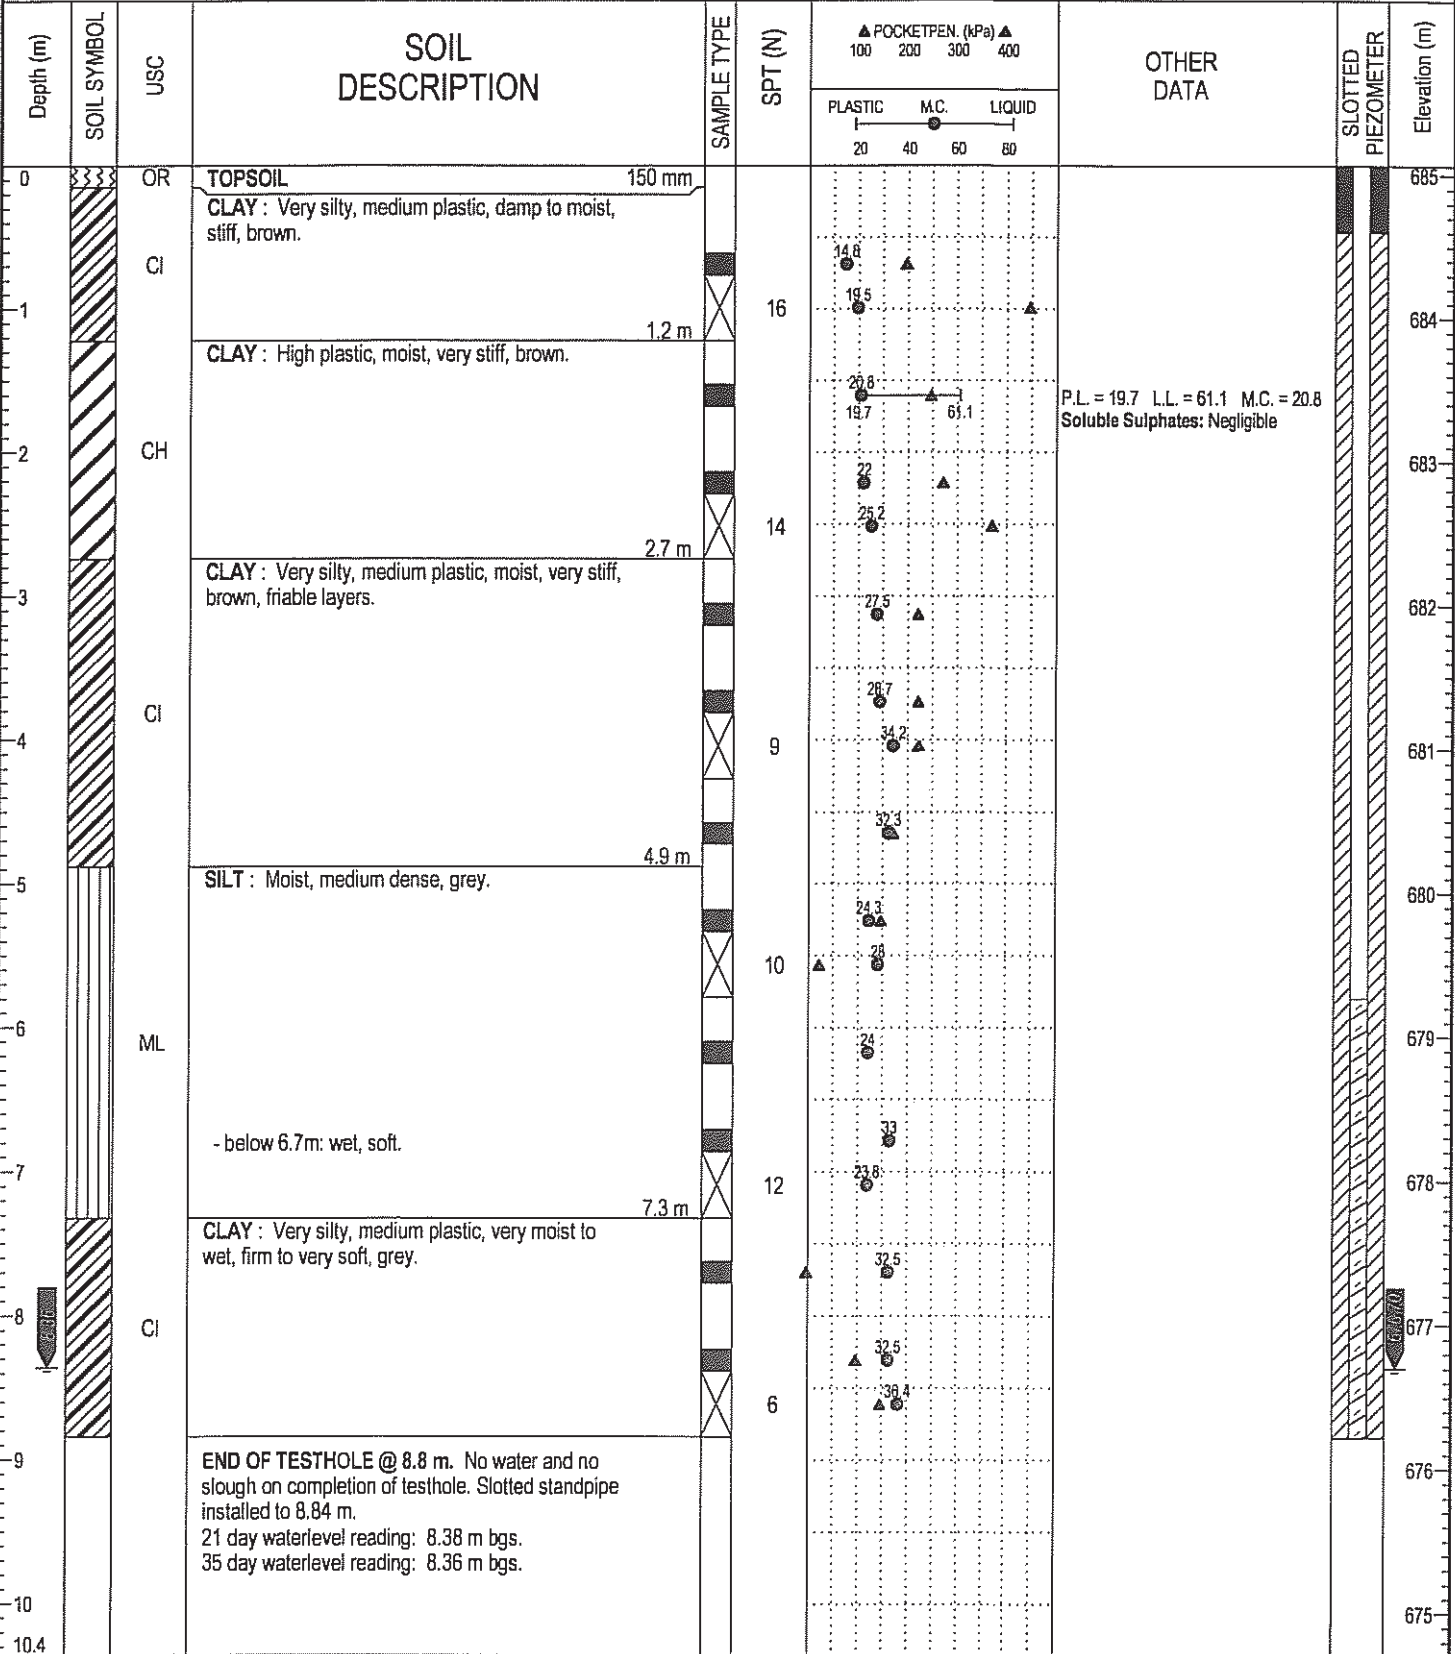 Depth (m)
SOIL SYMBOL
USC
SOIL
DESCRIPTION
SAMPLE TYPE
SPT (N)
▲ POCKETPEN. (kPa) ▲
100 200 300 400
PLASTIC M.C. LIQUID
20 40 60 80
OTHER
DATA
SLOTTED
PIEZOMETER
Elevation (m)
0 OR TOPSOIL 150 mm 685
CLAY : Very silty, medium plastic, damp to moist,
stiff, brown.
CI 14.8
1 16 19.5 684
1.2 m
CLAY : High plastic, moist, very stiff, brown.
20.8
19.7 61.1
P.L. = 19.7 L.L. = 61.1 M.C. = 20.8
Soluble Sulphates: Negligible
2 CH 683
22
14 25.2
2.7 m
CLAY : Very silty, medium plastic, moist, very stiff,
brown, friable layers.
3 27.5 682
CI 28.7
4 9 34.2 681
32.3
4.9 m
SILT : Moist, medium dense, grey.
5 680
24.3
10 28
6 ML 24 679
- below 6.7m: wet, soft.
33
7 12 23.8 678
7.3 m
CLAY : Very silty, medium plastic, very moist to
wet, firm to very soft, grey.
32.5
8 CI 677
8.36
32.5
6 36.4
9 676
END OF TESTHOLE @ 8.8 m. No water and no
slough on completion of testhole. Slotted standpipe
installed to 8.84 m.
21 day waterlevel reading: 8.38 m bgs.
35 day waterlevel reading: 8.36 m bgs.
10 675
10.4